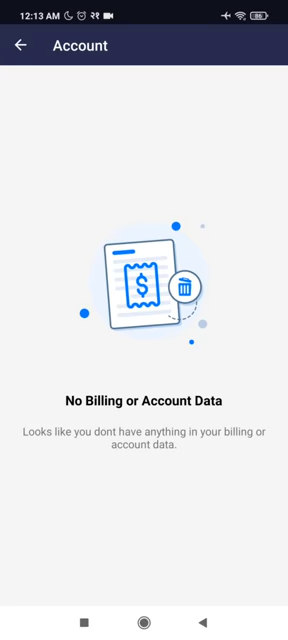 12:13 AM २१ 86
Account
$
No Billing or Account Data
Looks like you dont have anything in your billing or
account data.